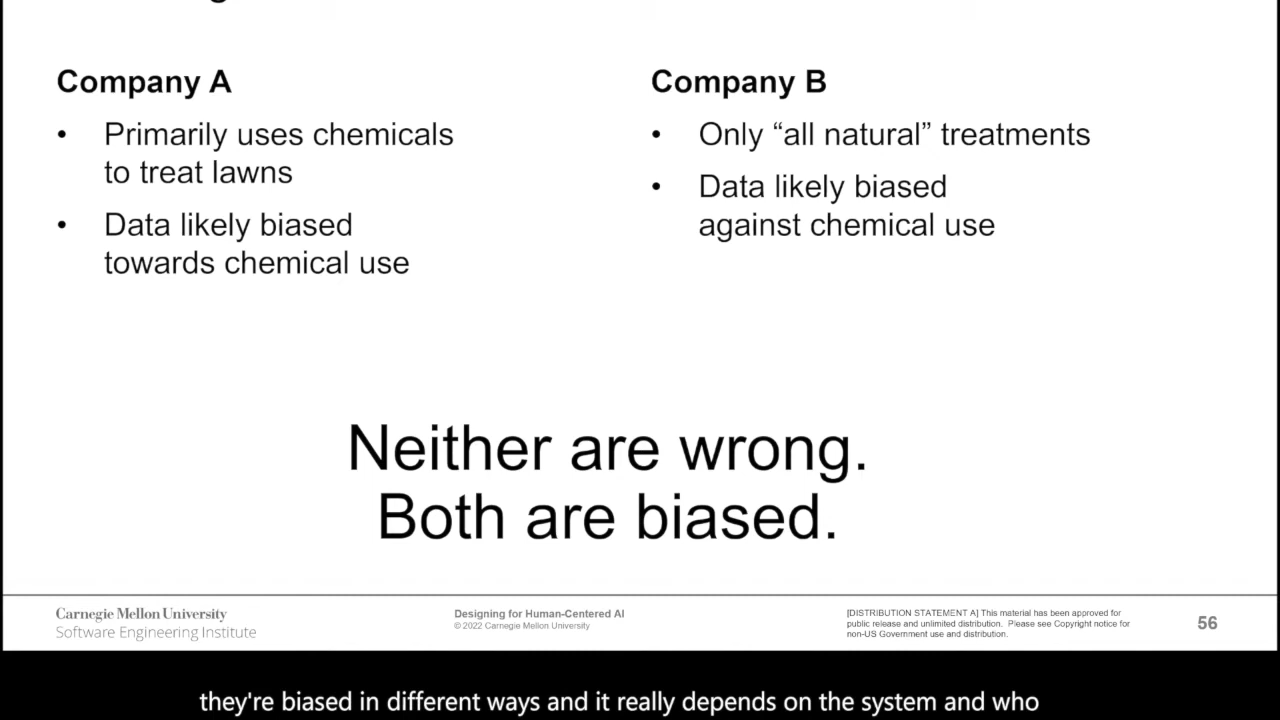 Company A
• Primarily uses chemicals
to treat lawns
• Data likely biased
towards chemical use
Company B
• Only “all natural” treatments
• Data likely biased
against chemical use
Neither are wrong.
Both are biased.
Carnegie Mellon University
Software Engineering Institute
Designing for Human-Centered AI
© 2022 Carnegie Mellon University
[DISTRIBUTION STATEMENT A] This material has been approved for
public release and unlimited distribution. Please see Copyright notice for
non-US Government use and distribution.
56
they're biased in different ways and it really depends on the system and who